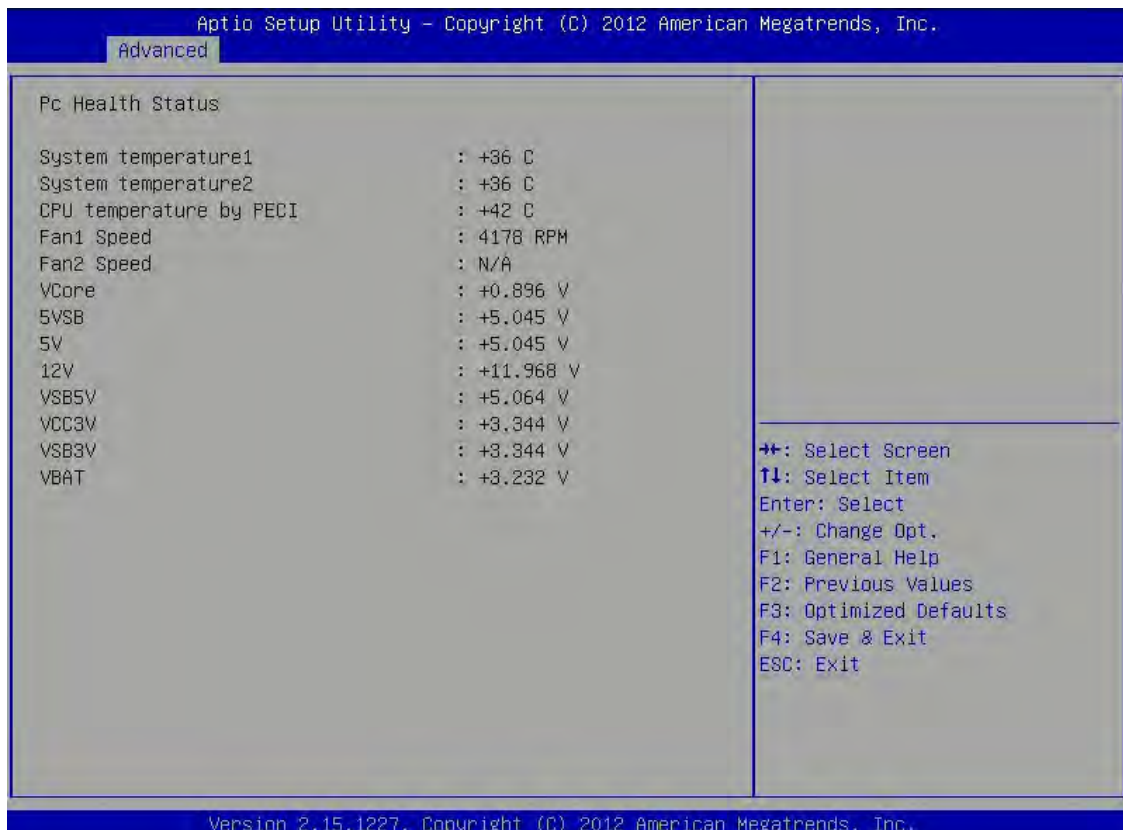 Aptio Setup Utility – Copyright (C) 2012 American Megatrends, Inc.
Advanced
Pc Health Status
System temperature1 : +36 C
System temperature2 : +36 C
CPU temperature by PECI : +42 C
Fan1 Speed : 4178 RPM
Fan2 Speed : N/A
VCore : +0.896 V
5VSB : +5.045 V
5V : +5.045 V
12V : +11.968 V
VSB5V : +5.064 V
VCC3V : +3.344 V
VSB3V : +3.344 V
VBAT : +3.232 V
→←: Select Screen
↑↓: Select Item
Enter: Select
+/-: Change Opt.
F1: General Help
F2: Previous Values
F3: Optimized Defaults
F4: Save & Exit
ESC: Exit
Version 2.15.1227. Copyright (C) 2012 American Megatrends, Inc.